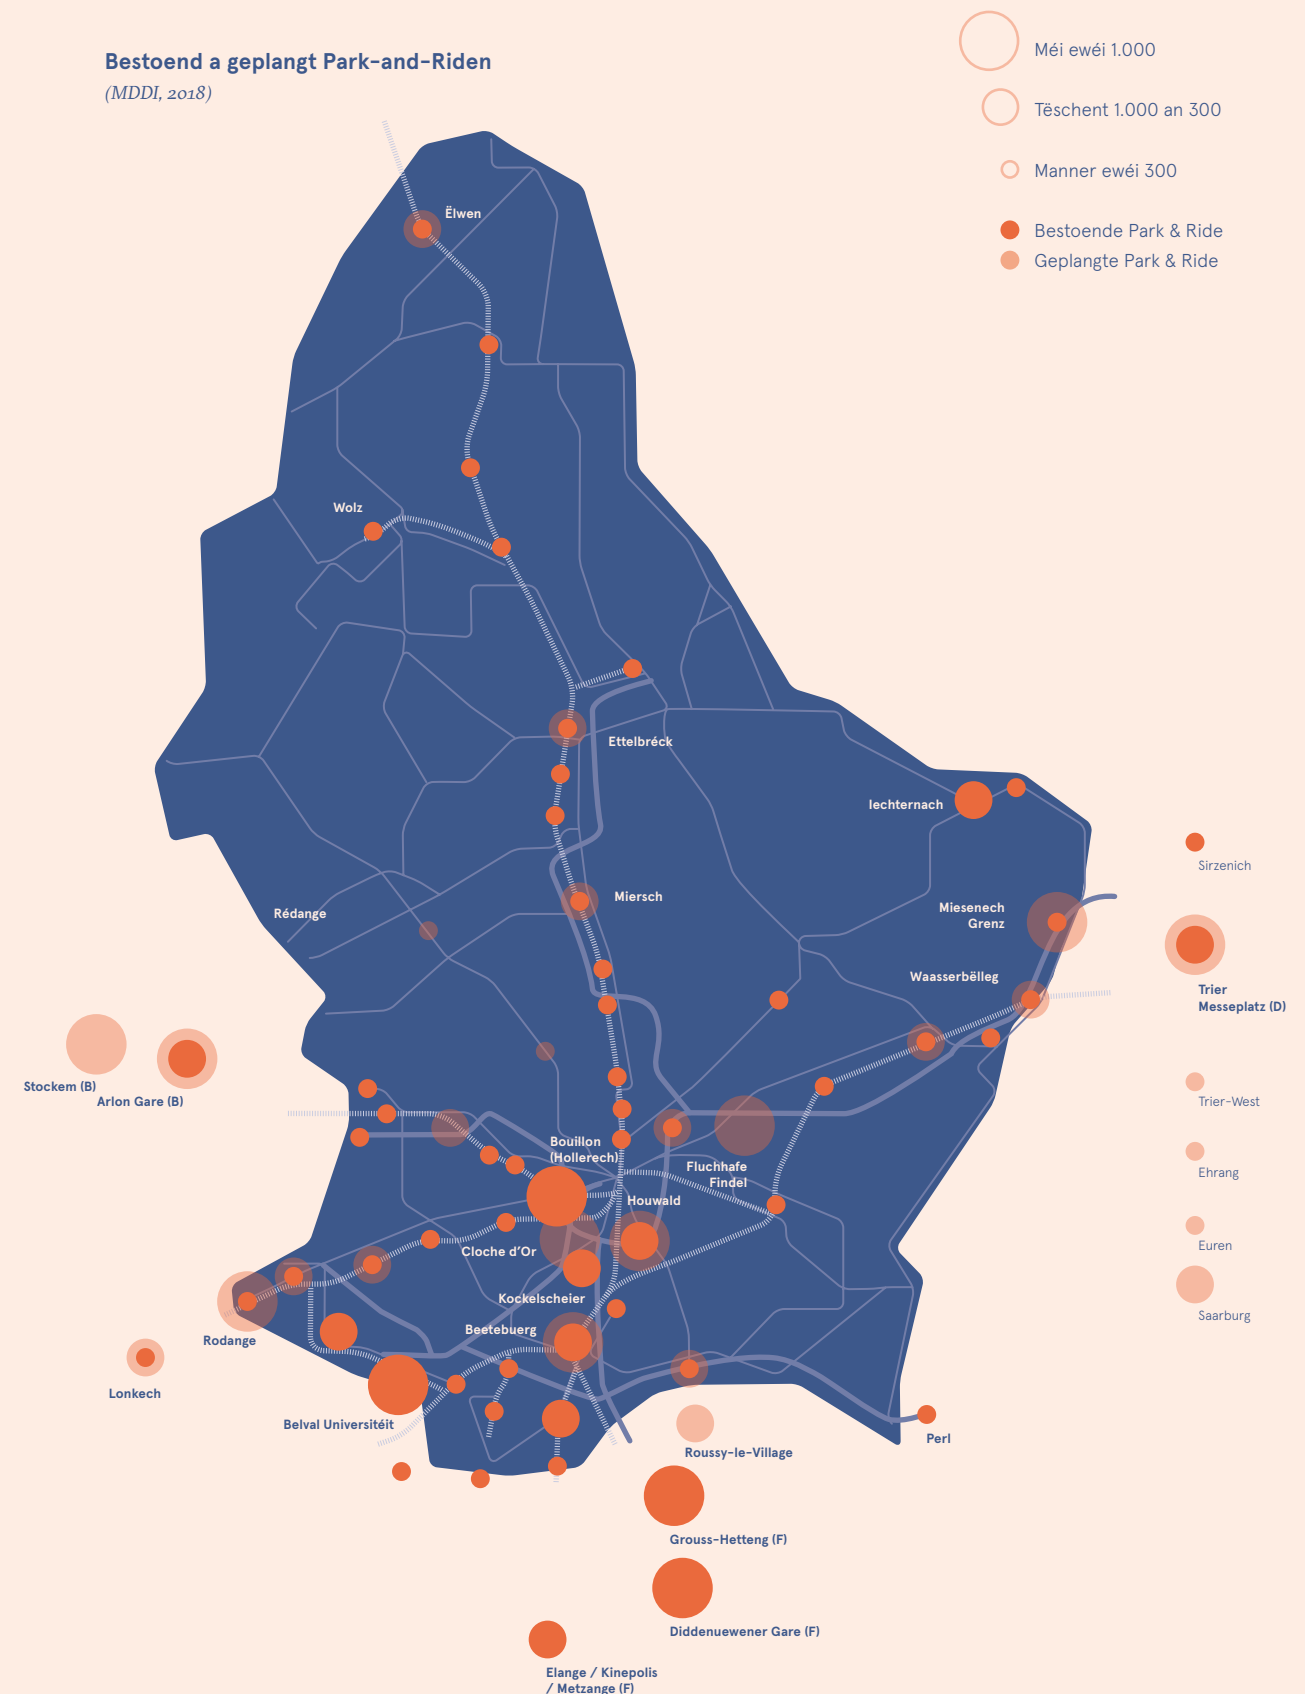 Bestoend a geplangt Park-and-Riden
(MDDI, 2018)
Méi ewéi 1.000
Tëschent 1.000 an 300
Manner ewéi 300
Bestoende Park & Ride
Geplangte Park & Ride
Ëlwen
Wolz
Ettelbréck
Iechternach
Sirzenich
Miersch
Rédange
Miesenech
Grenz
Waasserbëlleg
Trier
Messeplatz (D)
Stockem (B)
Arlon Gare (B)
Trier-West
Bouillon
(Hollerech)
Fluchhafe
Findel
Ehrang
Houwald
Cloche d'Or
Euren
Kockelscheier
Saarburg
Beetebuerg
Rodange
Lonkech
Belval Universitéit
Perl
Roussy-le-Village
Grouss-Hetteng (F)
Diddenuewener Gare (F)
Elange / Kinepolis
/ Metzange (F)